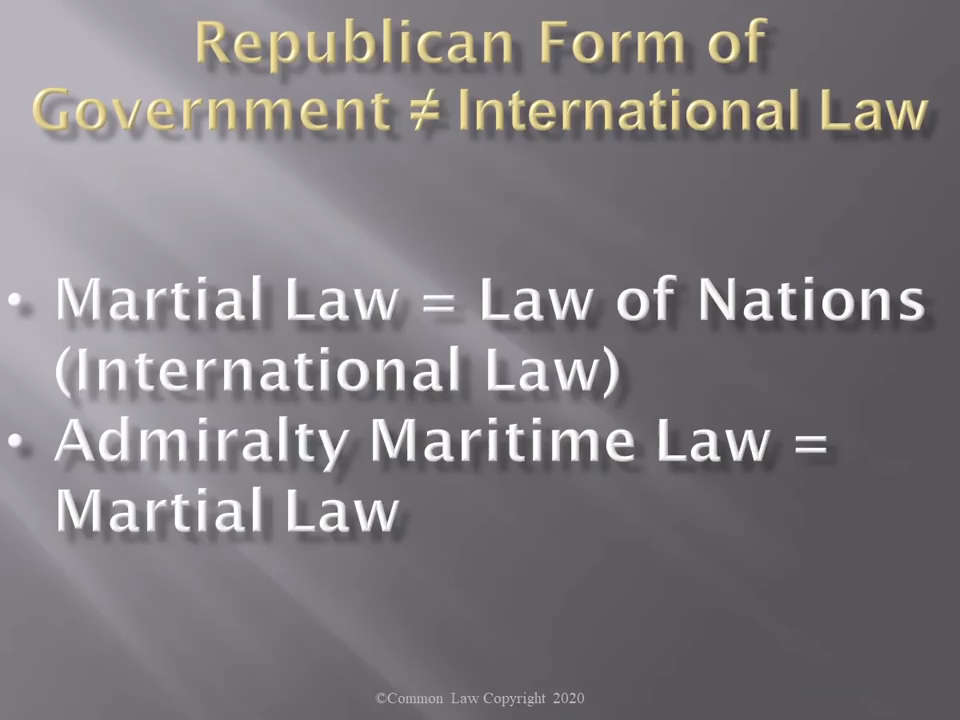 Republican Form of
Government ≠ International Law
• Martial Law = Law of Nations
(International Law)
• Admiralty Maritime Law =
Martial Law
©Common Law Copyright 2020